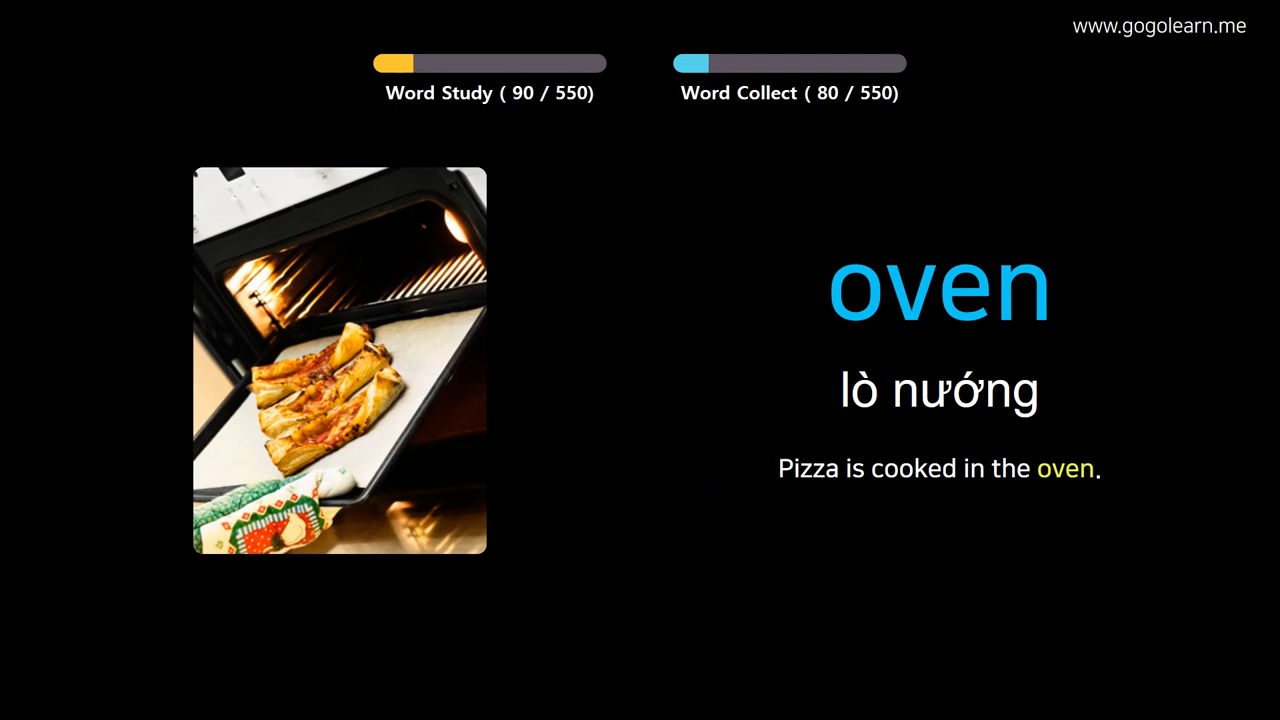 www.gogolearn.me
Word Study ( 90 / 550)
Word Collect ( 80 / 550)
oven
lò nướng
Pizza is cooked in the oven.